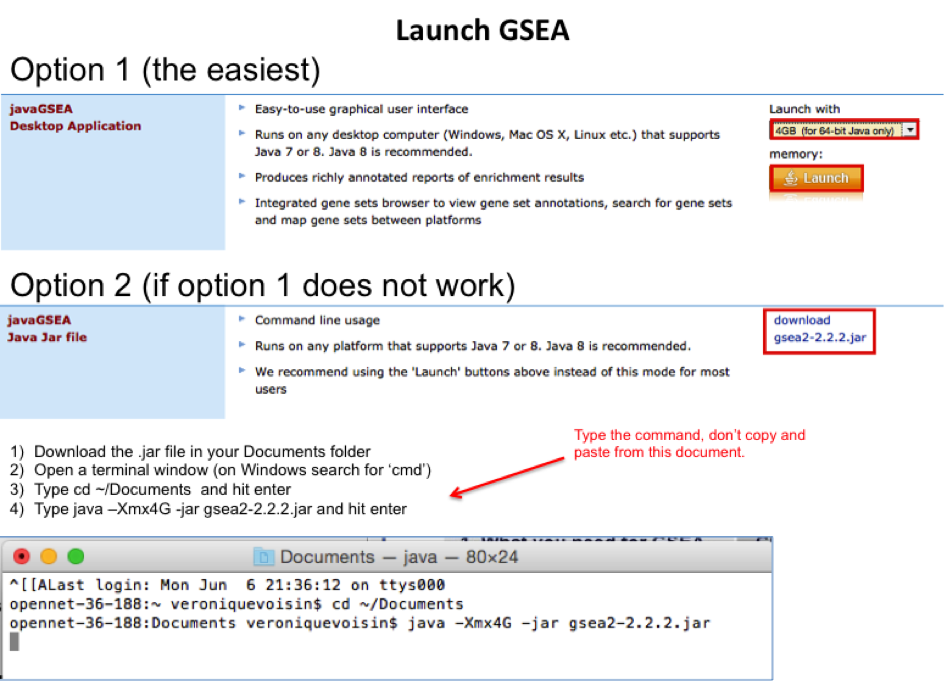 Launch GSEA
Option 1 (the easiest)
javaGSEA
Desktop Application
Easy-to-use graphical user interface
Runs on any desktop computer (Windows, Mac OS X, Linux etc.) that supports
Java 7 or 8. Java 8 is recommended.
Produces richly annotated reports of enrichment results
Integrated gene sets browser to view gene set annotations, search for gene sets
and map gene sets between platforms
Launch with
4GB (for 64-bit Java only)
memory:
Launch
Option 2 (if option 1 does not work)
javaGSEA
Java Jar file
Command line usage
Runs on any platform that supports Java 7 or 8. Java 8 is recommended.
We recommend using the 'Launch' buttons above instead of this mode for most
users
download
gsea2-2.2.2.jar
1) Download the .jar file in your Documents folder
2) Open a terminal window (on Windows search for ‘cmd’)
3) Type cd ~/Documents and hit enter
4) Type java –Xmx4G -jar gsea2-2.2.2.jar and hit enter
Type the command, don’t copy and
paste from this document.
Documents — java — 80×24
^[[ALast login: Mon Jun  6 21:36:12 on ttys000
opennet-36-188:~ veroniquevoisin$ cd ~/Documents
opennet-36-188:Documents veroniquevoisin$ java -Xmx4G -jar gsea2-2.2.2.jar